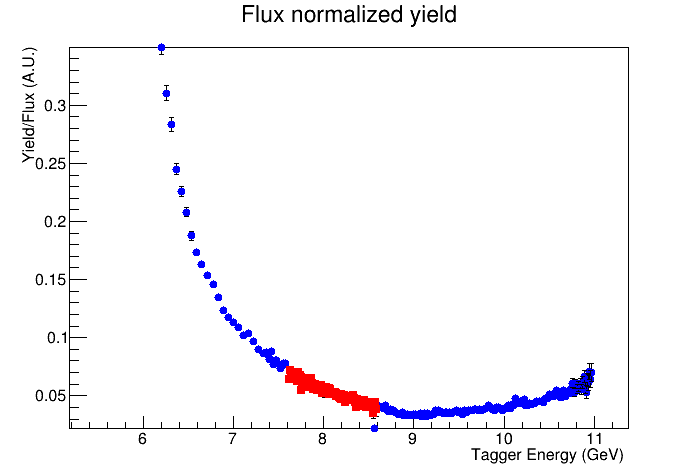 Flux normalized yield
Yield/Flux (A.U.)
0.3
0.25
0.2
0.15
0.1
0.05
6 7 8 9 10 11
Tagger Energy (GeV)